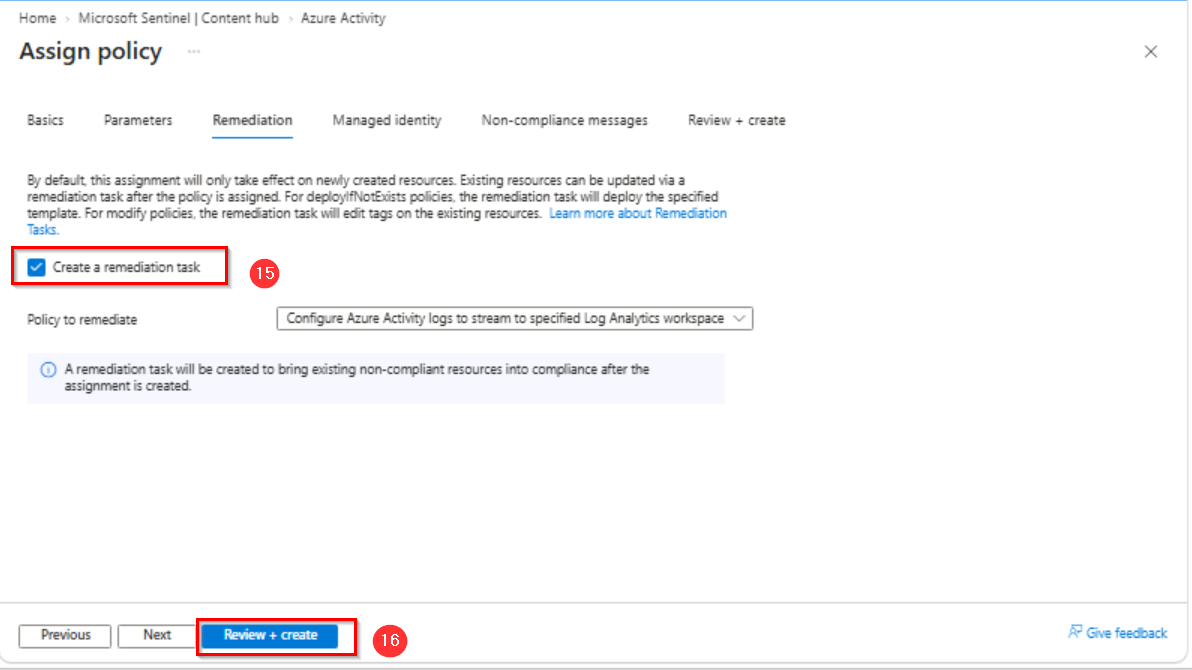 Home › Microsoft Sentinel | Content hub › Azure Activity
Assign policy ...
Basics Parameters Remediation Managed identity Non-compliance messages Review + create
By default, this assignment will only take effect on newly created resources. Existing resources can be updated via a
remediation task after the policy is assigned. For deployIfNotExists policies, the remediation task will deploy the specified
template. For modify policies, the remediation task will edit tags on the existing resources. Learn more about Remediation
Tasks.
Create a remediation task 15
Policy to remediate Configure Azure Activity logs to stream to specified Log Analytics workspace
A remediation task will be created to bring existing non-compliant resources into compliance after the
assignment is created.
Previous Next Review + create 16 Give feedback